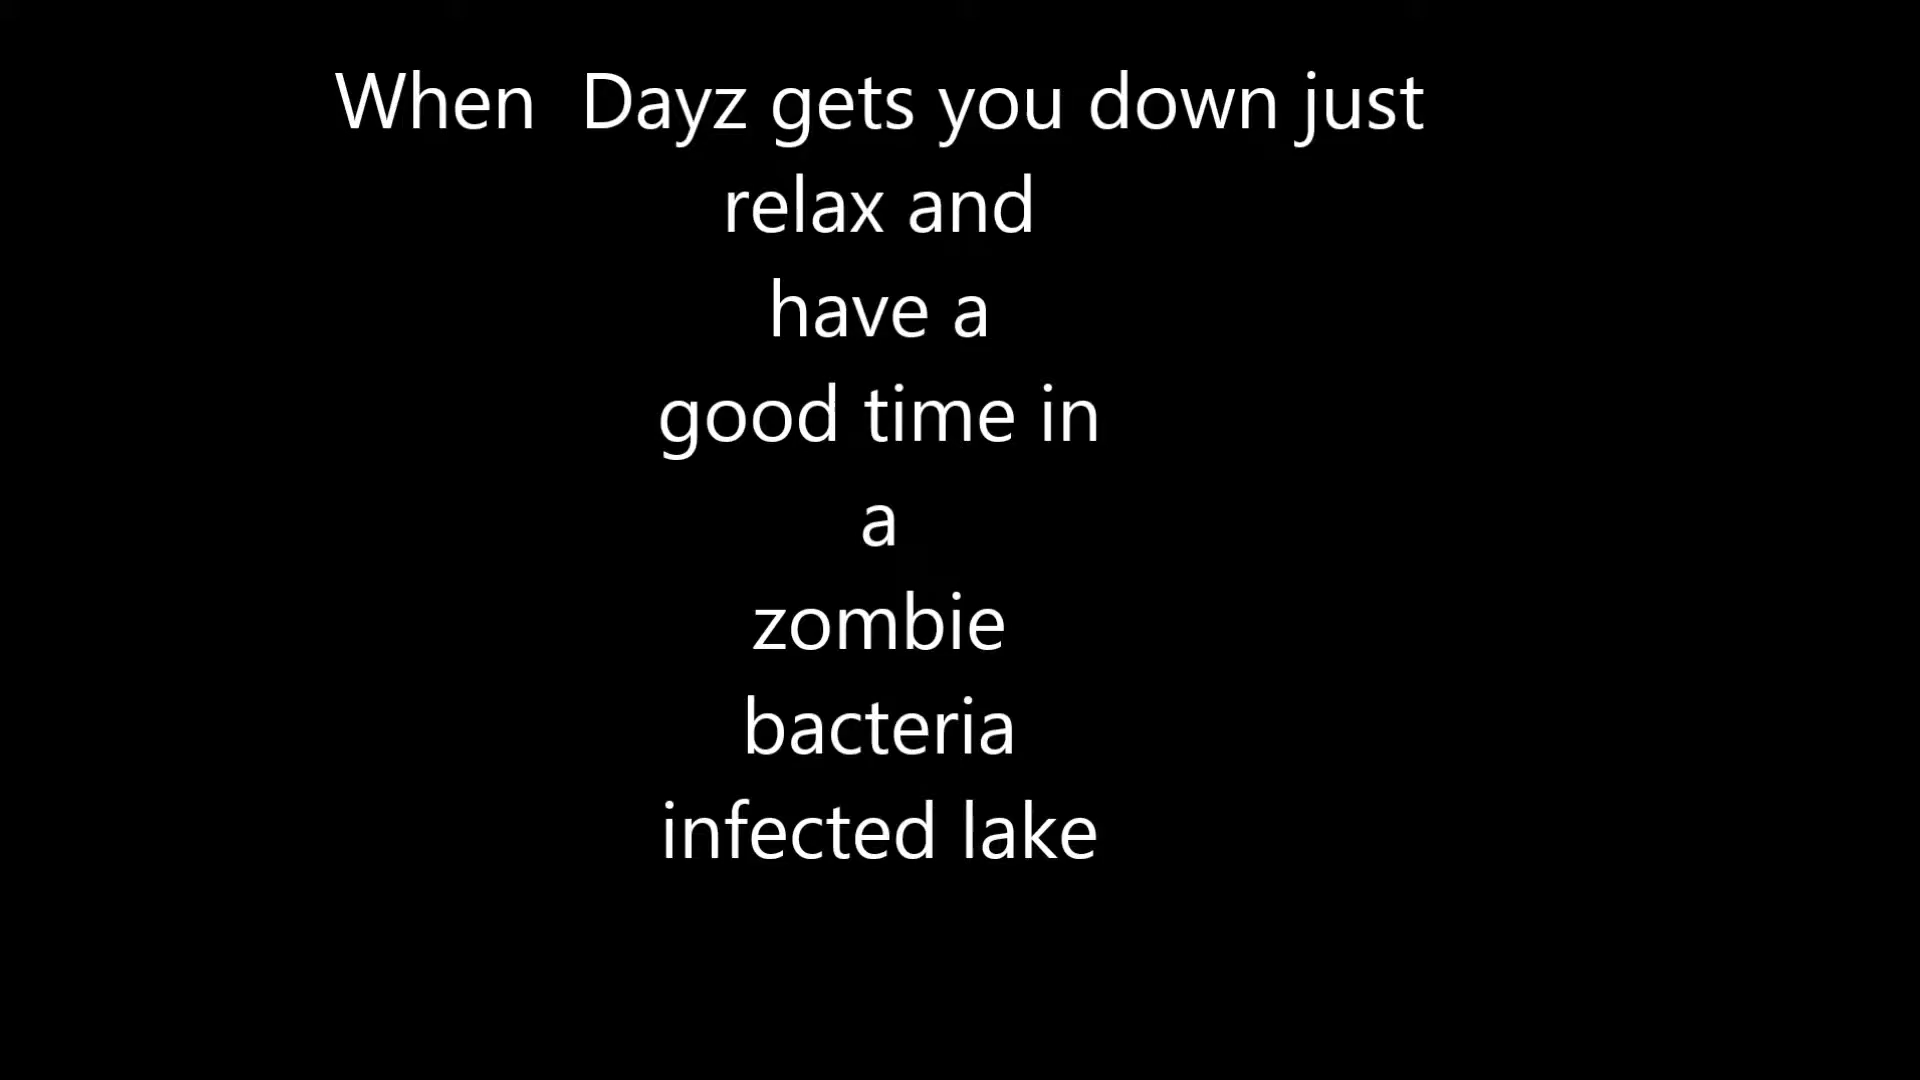 When  Dayz gets you down just
relax and
have a
good time in
a
zombie
bacteria
infected lake